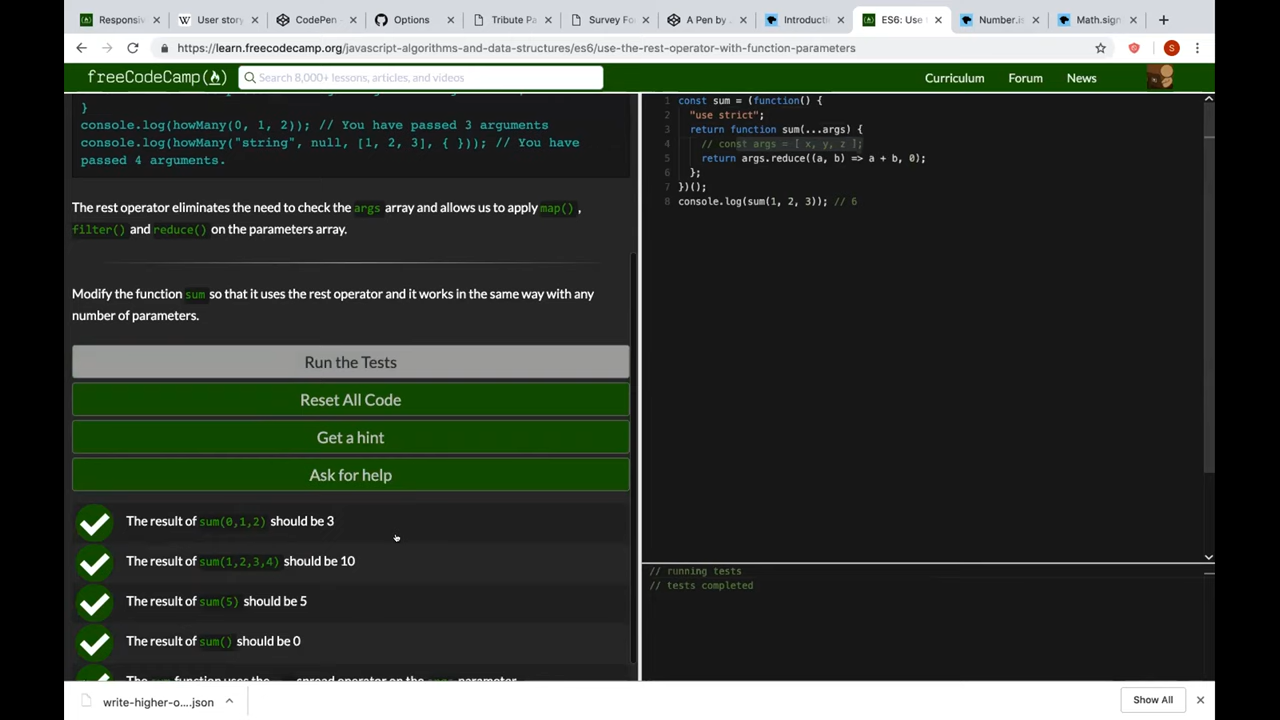 Responsiv
User story
CodePen
Options
Tribute Pa
Survey Fo
A Pen by
Introducti
ES6: Use
Number.is
Math.sign
https://learn.freecodecamp.org/javascript-algorithms-and-data-structures/es6/use-the-rest-operator-with-function-parameters
S
freeCodeCamp
Search 8,000+ lessons, articles, and videos
Curriculum
Forum
News
}
console.log(howMany(0, 1, 2)); // You have passed 3 arguments
console.log(howMany("string", null, [1, 2, 3], { })); // You have
passed 4 arguments.
The rest operator eliminates the need to check the args array and allows us to apply map() ,
filter() and reduce() on the parameters array.
Modify the function sum so that it uses the rest operator and it works in the same way with any
number of parameters.
Run the Tests
Reset All Code
Get a hint
Ask for help
The result of sum(0,1,2) should be 3
The result of sum(1,2,3,4) should be 10
The result of sum(5) should be 5
The result of sum() should be 0
1 const sum = (function() {
2 "use strict";
3 return function sum(...args) {
4 // const args = [ x, y, z ];
5 return args.reduce((a, b) => a + b, 0);
6 };
7 })();
8 console.log(sum(1, 2, 3)); // 6
// running tests
// tests completed
write-higher-o....json
Show All